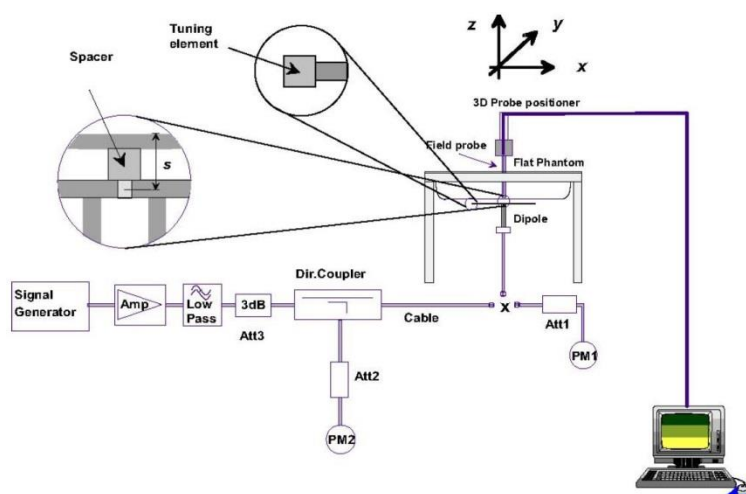 Tuning
element
Spacer
s
z
y
x
3D Probe positioner
Field probe
Flat Phantom
Dipole
Dir.Coupler
Signal
Generator
Amp
Low
Pass
3dB
Att3
Cable
x
Att1
PM1
Att2
PM2